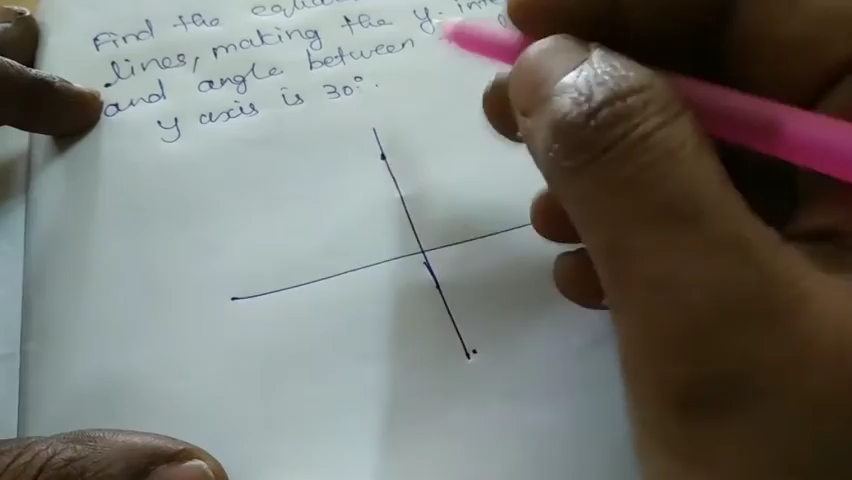 Find the
lines, making the y.
and angle between
y axis is 30°.